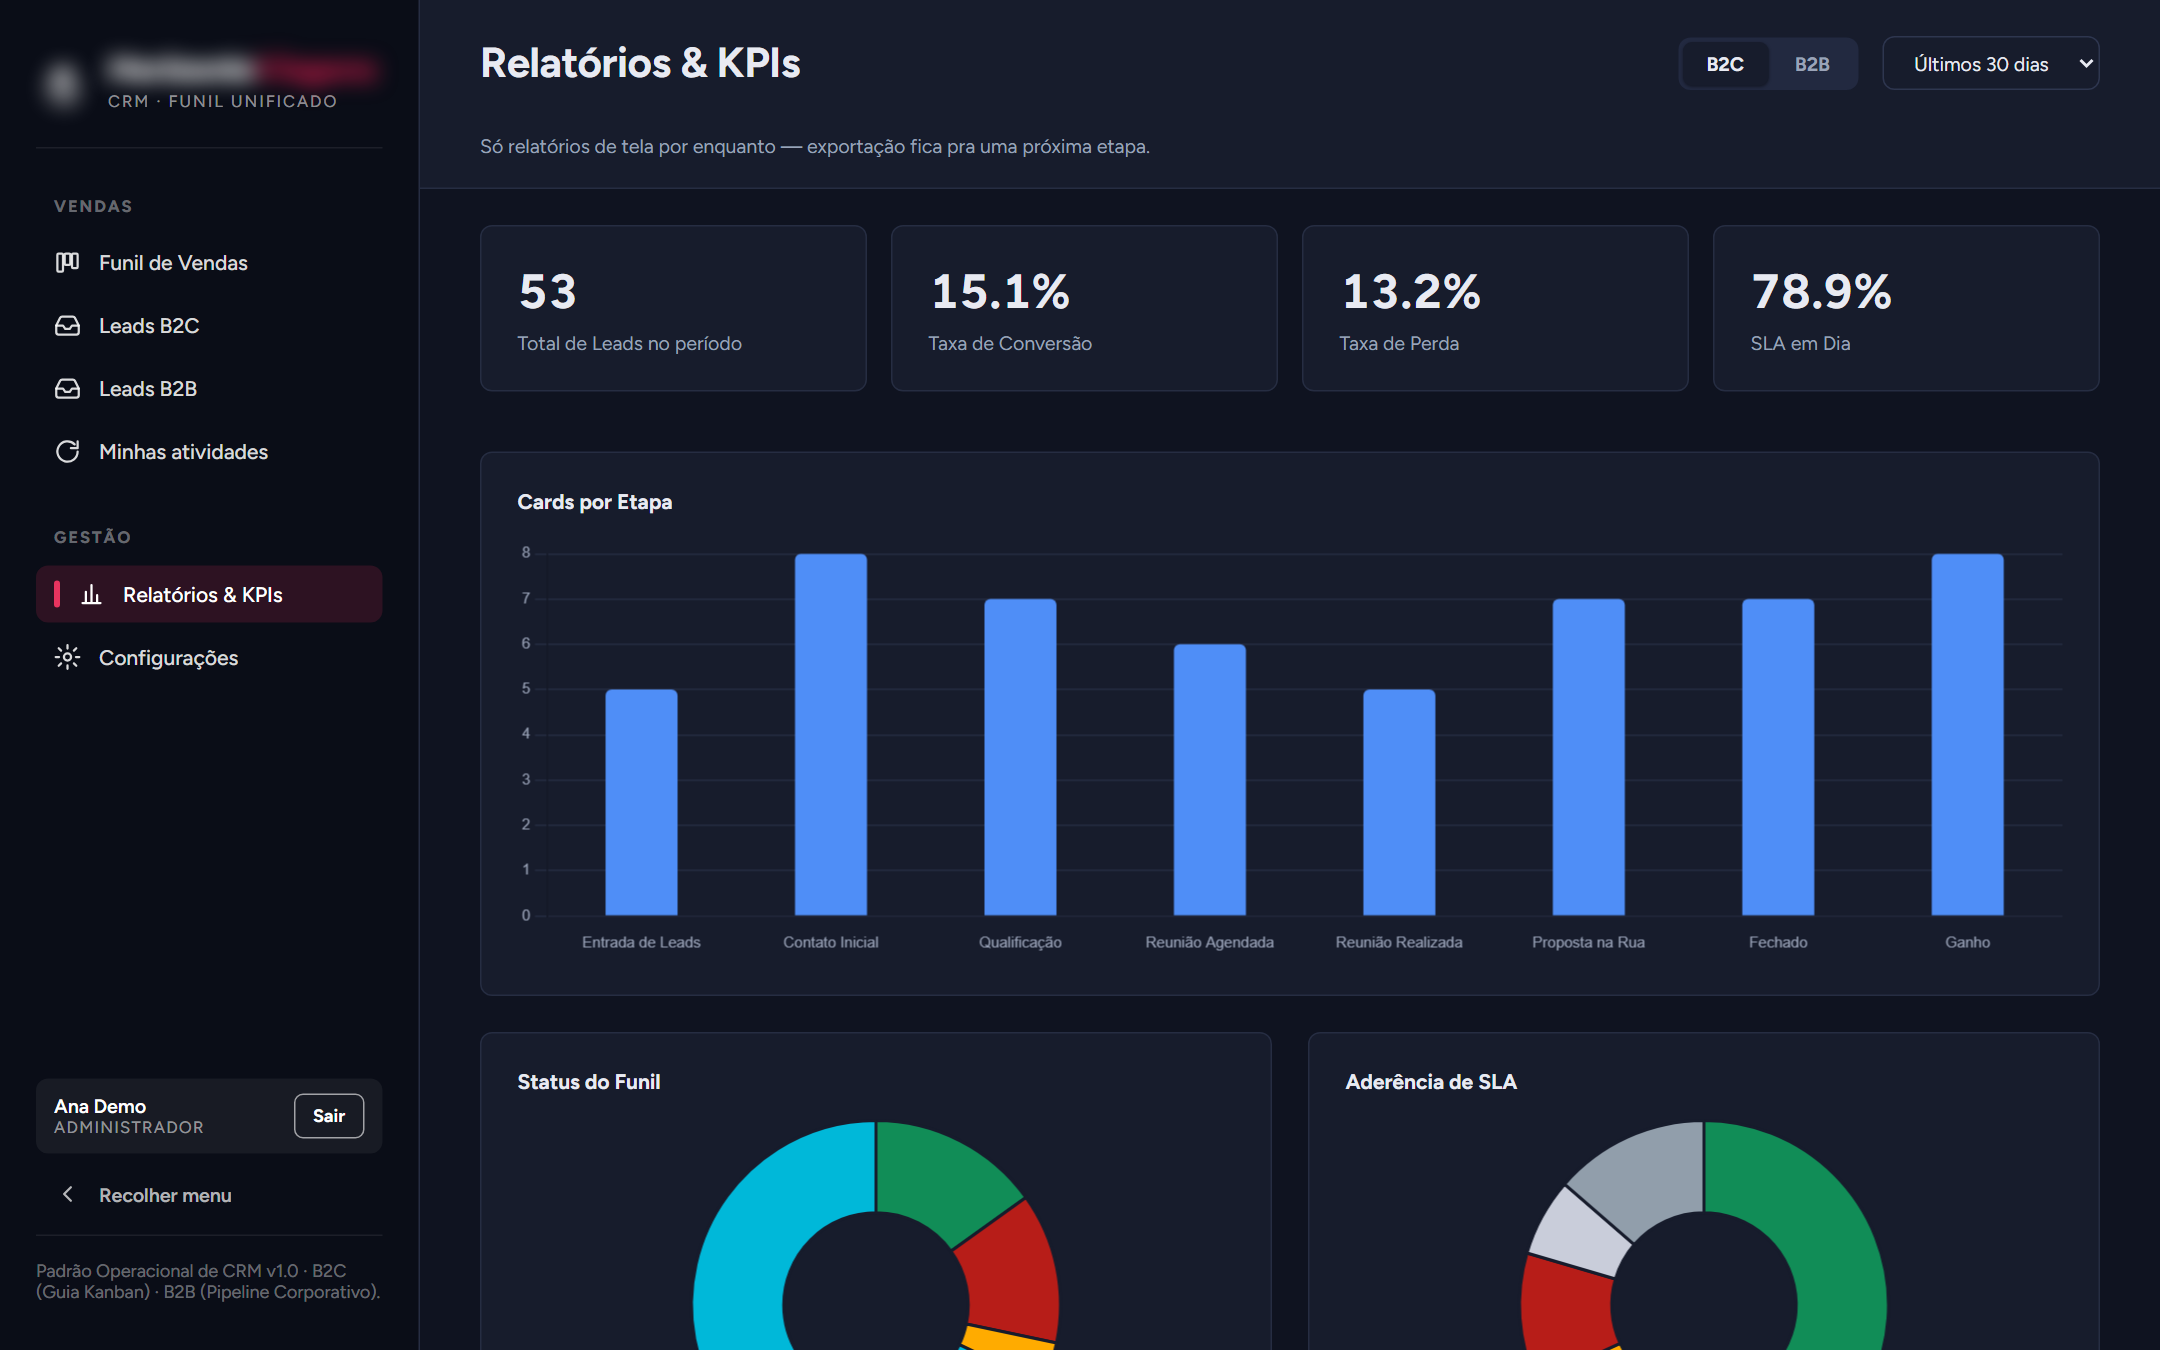 CRM · FUNIL UNIFICADO
VENDAS
Funil de Vendas
Leads B2C
Leads B2B
Minhas atividades
GESTÃO
Relatórios & KPIs
Configurações
Ana Demo
ADMINISTRADOR
Sair
Recolher menu
Padrão Operacional de CRM v1.0 · B2C
(Guia Kanban) · B2B (Pipeline Corporativo).
Relatórios & KPIs
B2C
B2B
Últimos 30 dias
Só relatórios de tela por enquanto — exportação fica pra uma próxima etapa.
53
Total de Leads no período
15.1%
Taxa de Conversão
13.2%
Taxa de Perda
78.9%
SLA em Dia
Cards por Etapa
8
7
6
5
4
3
2
1
0
Entrada de Leads
Contato Inicial
Qualificação
Reunião Agendada
Reunião Realizada
Proposta na Rua
Fechado
Ganho
Status do Funil
Aderência de SLA